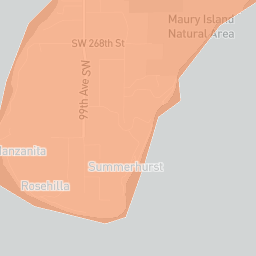 Maury Island
Natural Area
SW 268th St
99th Ave SW
anzanita
Summerhurst
Rosehilla